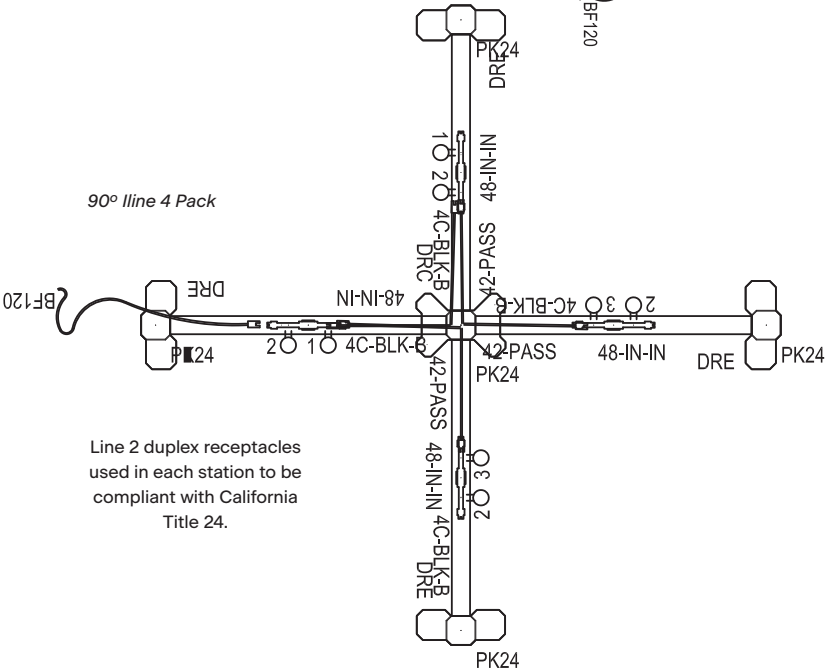 BF120
PK24
DRE
1
2
48-IN-IN
4C-BLK-B
DRC
42-PASS
90º Iline 4 Pack
BF120
DRE
48-IN-IN
4C-BLK-B
3
2
PK24
2
1
4C-BLK-B
42-PASS
48-IN-IN
DRE
PK24
PK24
42-PASS
48-IN-IN
3
2
4C-BLK-B
DRE
Line 2 duplex receptacles
used in each station to be
compliant with California
Title 24.
PK24